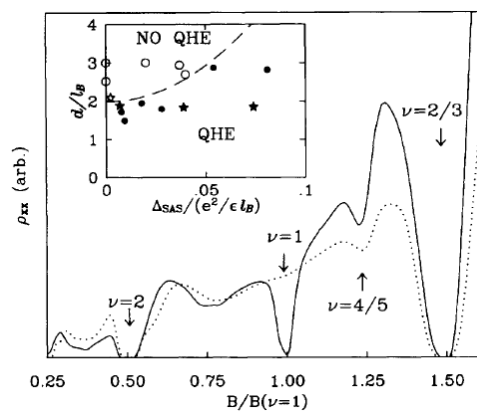 NO QHE
4
3
2
1
0
d/l_B
QHE
0
.05
.1
Δ_SAS/(e²/εl_B)
ν=2/3
ρ_xx (arb.)
ν=1
ν=2
ν=4/5
0.25
0.50
0.75
1.00
1.25
1.50
B/B(ν=1)